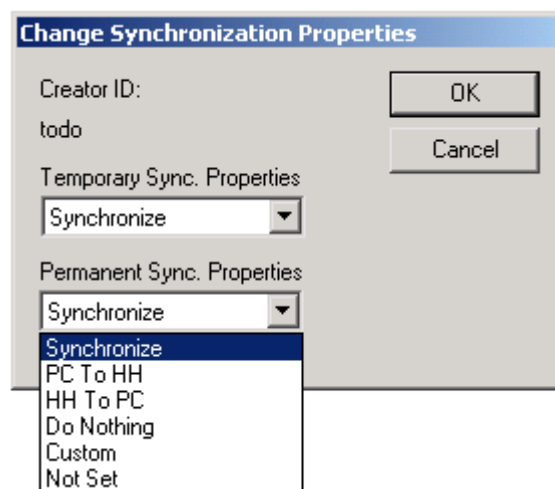 Change Synchronization Properties
Creator ID:
OK
todo
Cancel
Temporary Sync. Properties
Synchronize
Permanent Sync. Properties
Synchronize
Synchronize
PC To HH
HH To PC
Do Nothing
Custom
Not Set